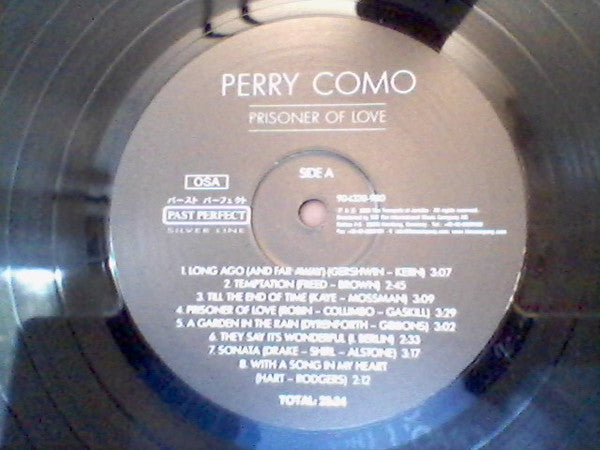 PERRY COMO
PRISONER OF LOVE
OSA
SIDE A
パースト パーフェクト
PAST PERFECT
SILVER LINE
1. LONG AGO (AND FAR AWAY) (GERSHWIN – KERN) 3:07
2. TEMPTATION (FREED – BROWN) 2:45
3. TILL THE END OF TIME (KAYE – MOSSMAN) 3:09
4. PRISONER OF LOVE (ROBIN – COLUMBO – GASKILL) 3:29
5. A GARDEN IN THE RAIN (DYRENFORTH – GIBBONS) 3:02
6. THEY SAY IT'S WONDERFUL (I. BERLIN) 2:33
7. SONATA (DRAKE – SHIRL – ALSTONE) 3:17
8. WITH A SONG IN MY HEART
(HART – RODGERS) 2:12
TOTAL: